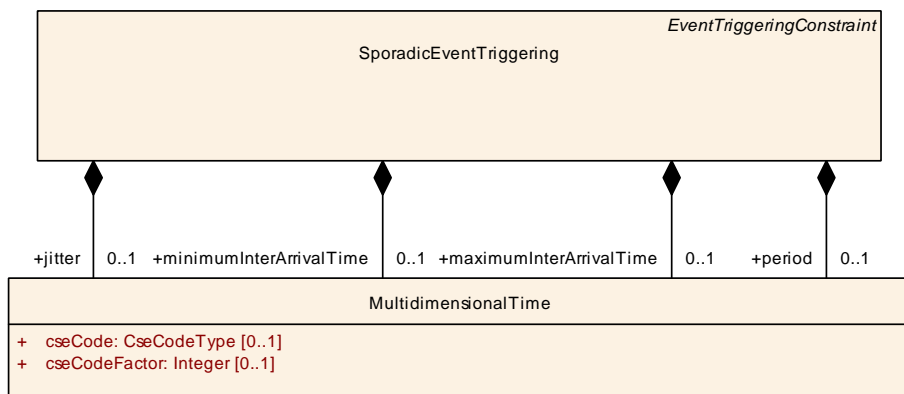 EventTriggeringConstraint
SporadicEventTriggering
+jitter 0..1 +minimumInterArrivalTime 0..1 +maximumInterArrivalTime 0..1 +period 0..1
MultidimensionalTime
+ cseCode: CseCodeType [0..1]
+ cseCodeFactor: Integer [0..1]